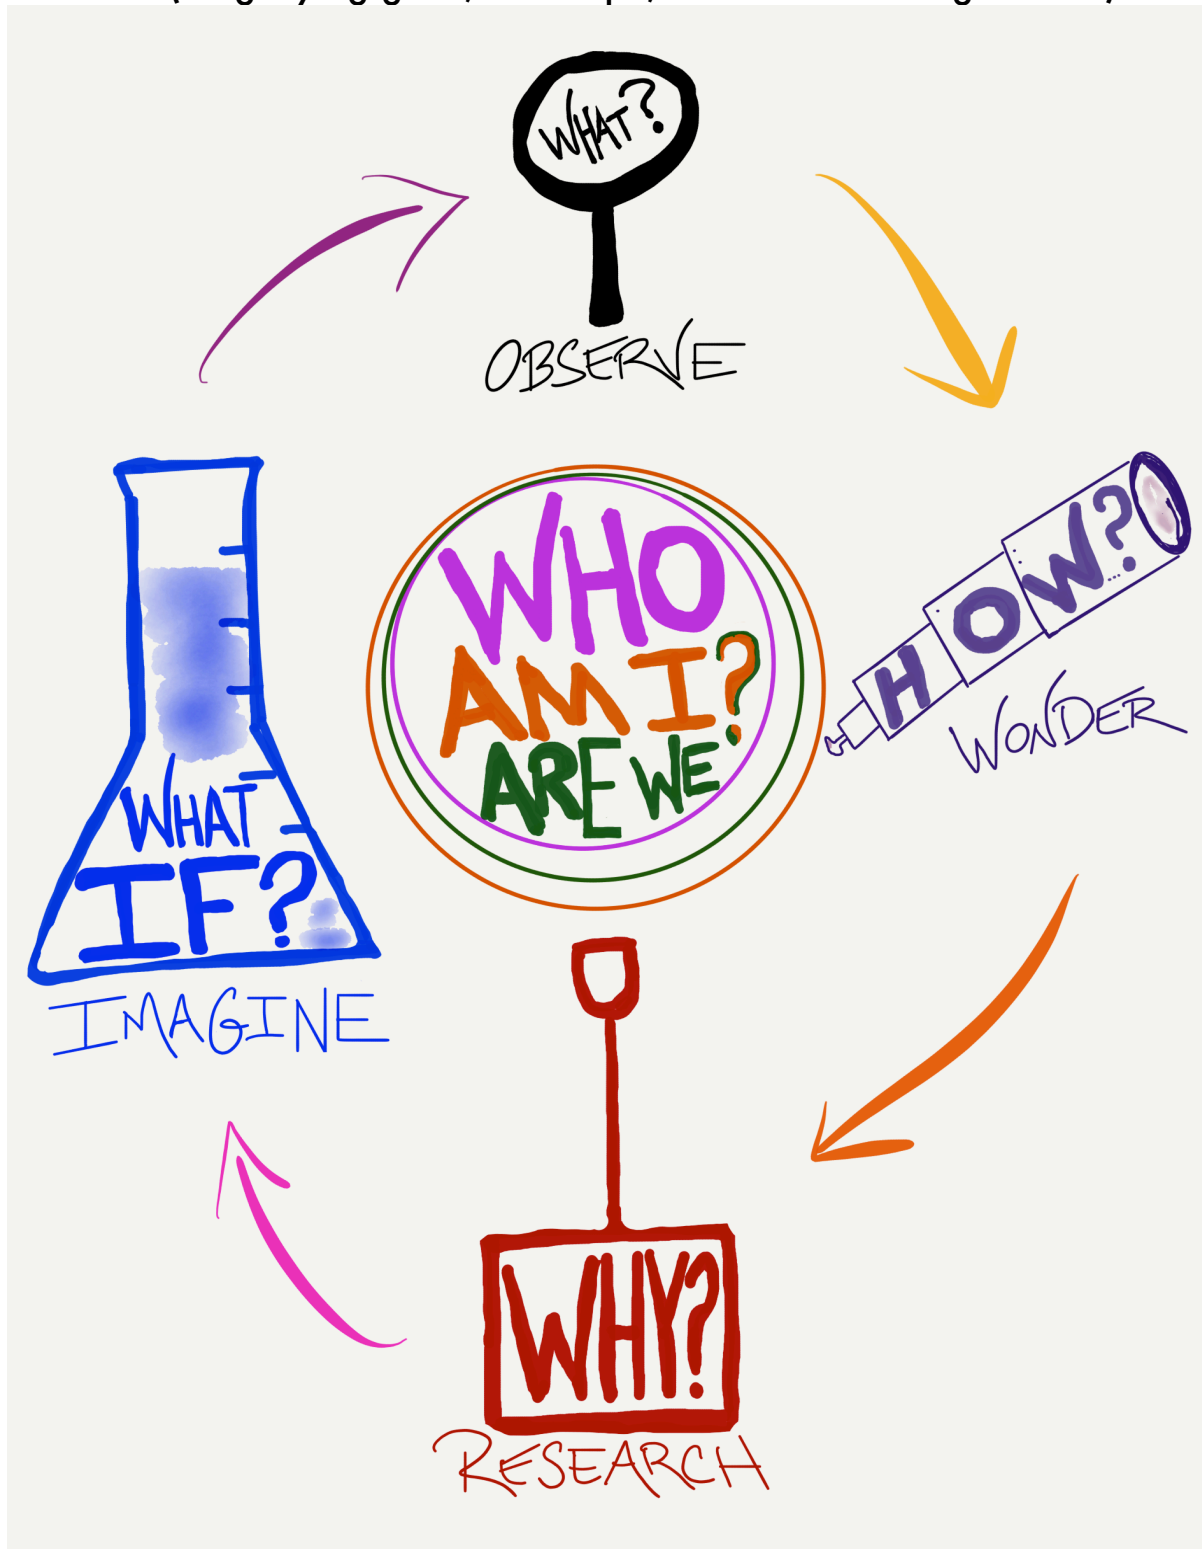 WHAT?
OBSERVE
HOW?
WONDER
WHO
AM I?
ARE WE
WHAT
IF?
IMAGINE
WHY?
RESEARCH